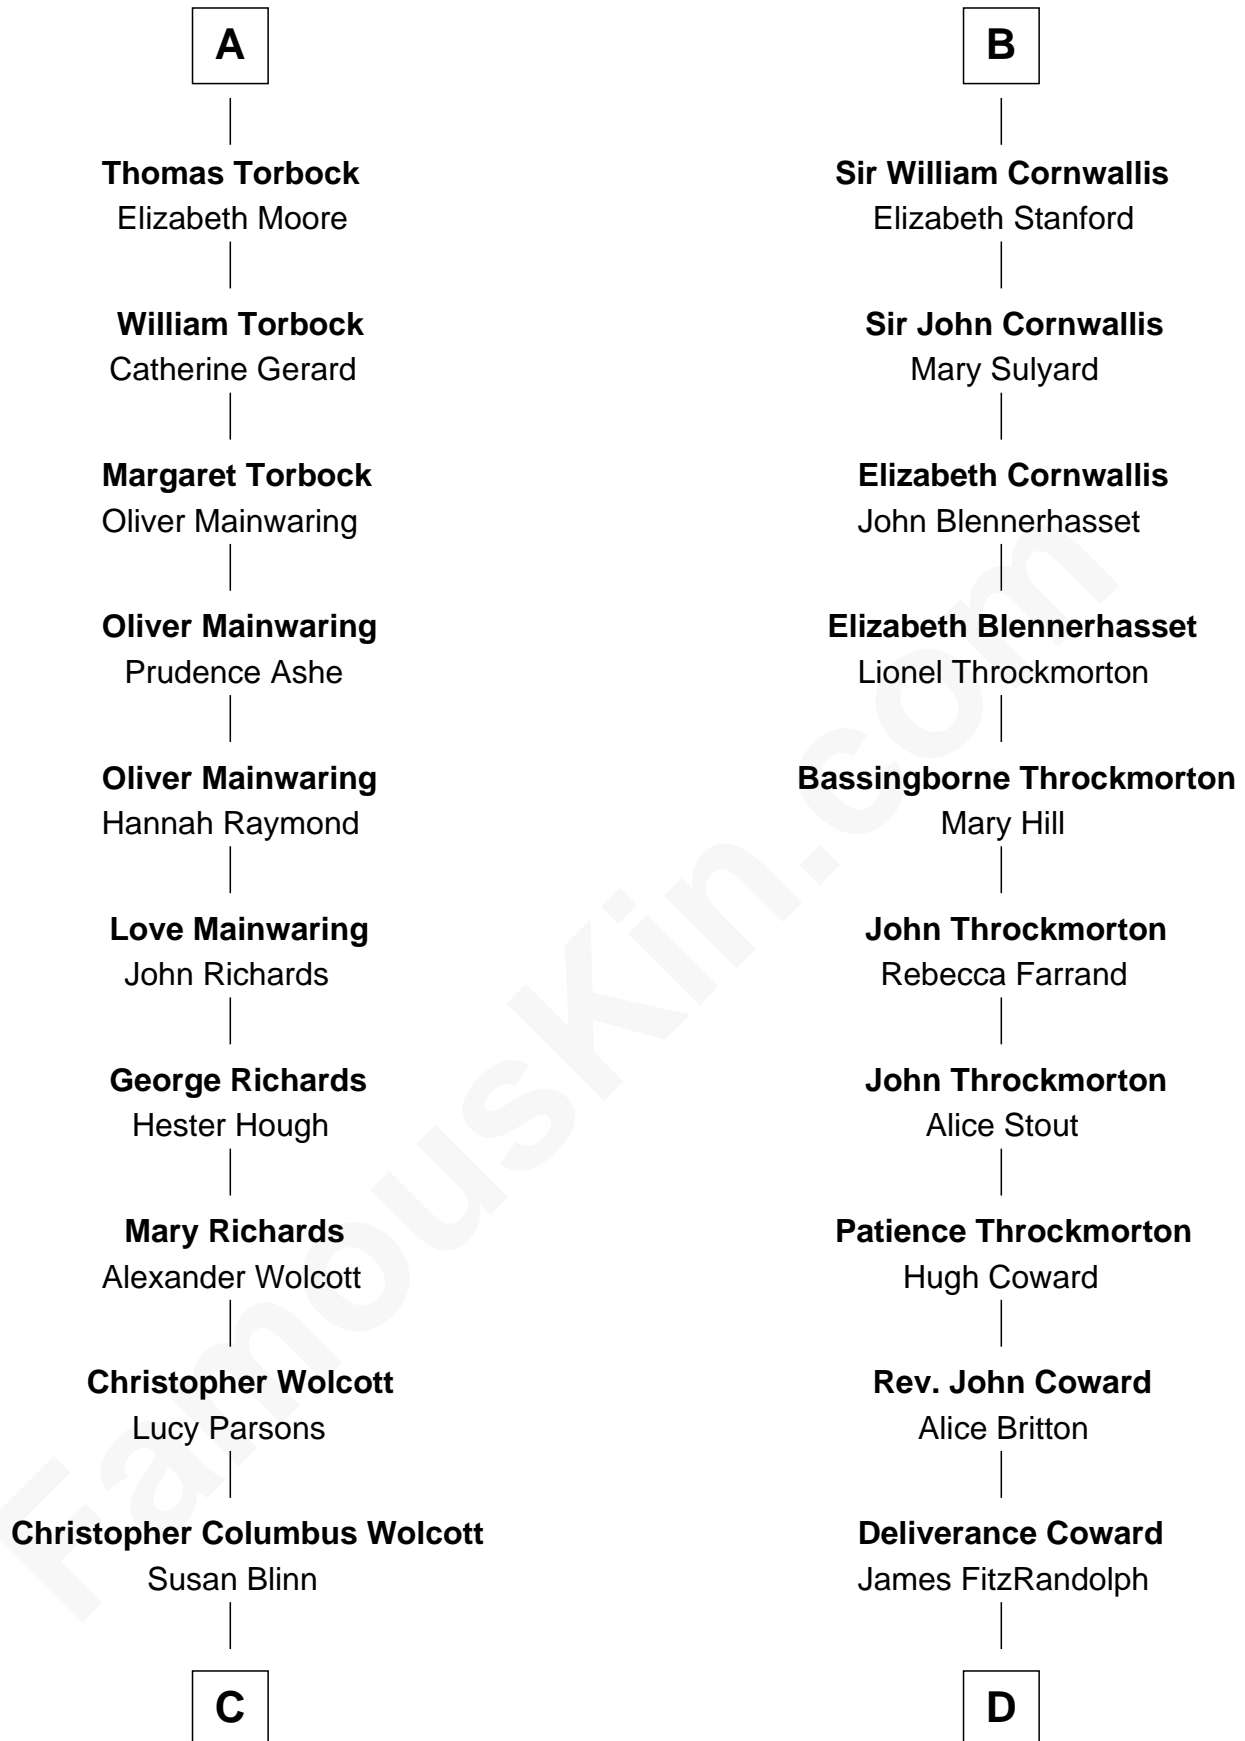 A
Thomas Torbock
Elizabeth Moore
William Torbock
Catherine Gerard
Margaret Torbock
Oliver Mainwaring
Oliver Mainwaring
Prudence Ashe
Oliver Mainwaring
Hannah Raymond
Love Mainwaring
John Richards
George Richards
Hester Hough
Mary Richards
Alexander Wolcott
Christopher Wolcott
Lucy Parsons
Christopher Columbus Wolcott
Susan Blinn
C
B
Sir William Cornwallis
Elizabeth Stanford
Sir John Cornwallis
Mary Sulyard
Elizabeth Cornwallis
John Blennerhasset
Elizabeth Blennerhasset
Lionel Throckmorton
Bassingborne Throckmorton
Mary Hill
John Throckmorton
Rebecca Farrand
John Throckmorton
Alice Stout
Patience Throckmorton
Hugh Coward
Rev. John Coward
Alice Britton
Deliverance Coward
James FitzRandolph
D
FamousKin.com